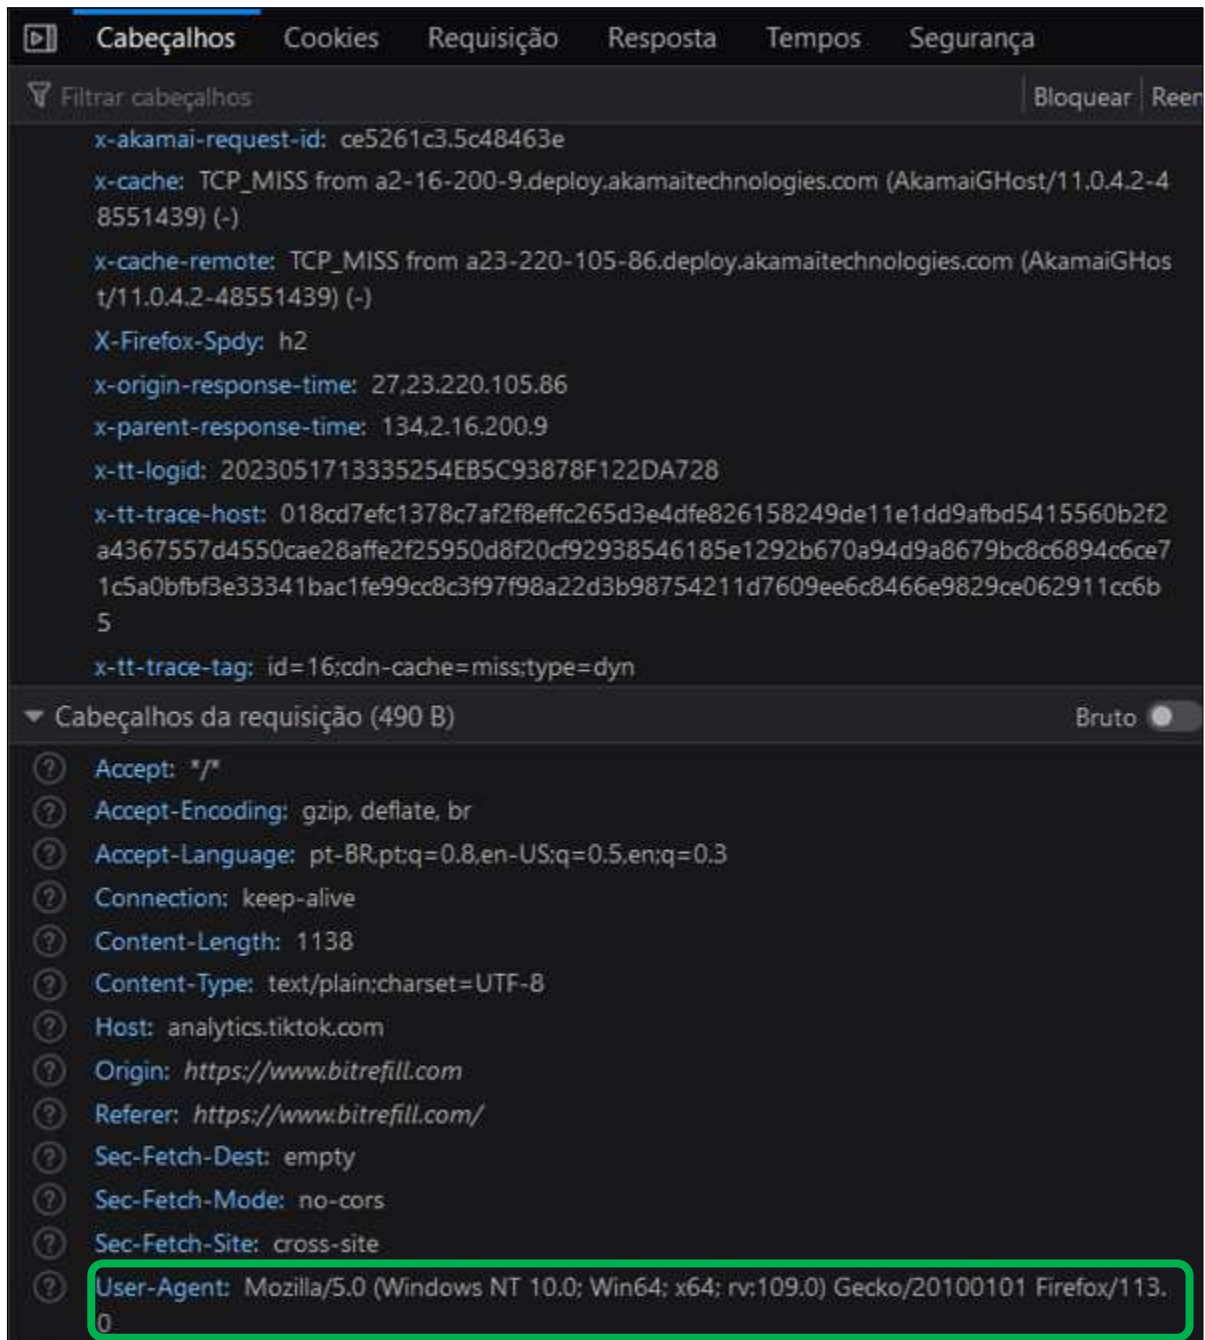 Cabeçalhos Cookies Requisição Resposta Tempos Segurança
Filtrar cabeçalhos Bloquear Reen
x-akamai-request-id: ce5261c3.5c48463e
x-cache: TCP_MISS from a2-16-200-9.deploy.akamaitechnologies.com (AkamaiGHost/11.0.4.2-4
8551439) (-)
x-cache-remote: TCP_MISS from a23-220-105-86.deploy.akamaitechnologies.com (AkamaiGHos
t/11.0.4.2-48551439) (-)
X-Firefox-Spdy: h2
x-origin-response-time: 27,23.220.105.86
x-parent-response-time: 134,2.16.200.9
x-tt-logid: 2023051713335254EB5C93878F122DA728
x-tt-trace-host: 018cd7efc1378c7af2f8effc265d3e4dfe826158249de11e1dd9afbd5415560b2f2
a4367557d4550cae28affe2f25950d8f20cf92938546185e1292b670a94d9a8679bc8c6894c6ce7
1c5a0bfbf3e33341bac1fe99cc8c3f97f98a22d3b98754211d7609ee6c8466e9829ce062911cc6b
5
x-tt-trace-tag: id=16;cdn-cache=miss;type=dyn
Cabeçalhos da requisição (490 B) Bruto
Accept: */*
Accept-Encoding: gzip, deflate, br
Accept-Language: pt-BR,pt;q=0.8,en-US;q=0.5,en;q=0.3
Connection: keep-alive
Content-Length: 1138
Content-Type: text/plain;charset=UTF-8
Host: analytics.tiktok.com
Origin: https://www.bitrefill.com
Referer: https://www.bitrefill.com/
Sec-Fetch-Dest: empty
Sec-Fetch-Mode: no-cors
Sec-Fetch-Site: cross-site
User-Agent: Mozilla/5.0 (Windows NT 10.0; Win64; x64; rv:109.0) Gecko/20100101 Firefox/113.
0